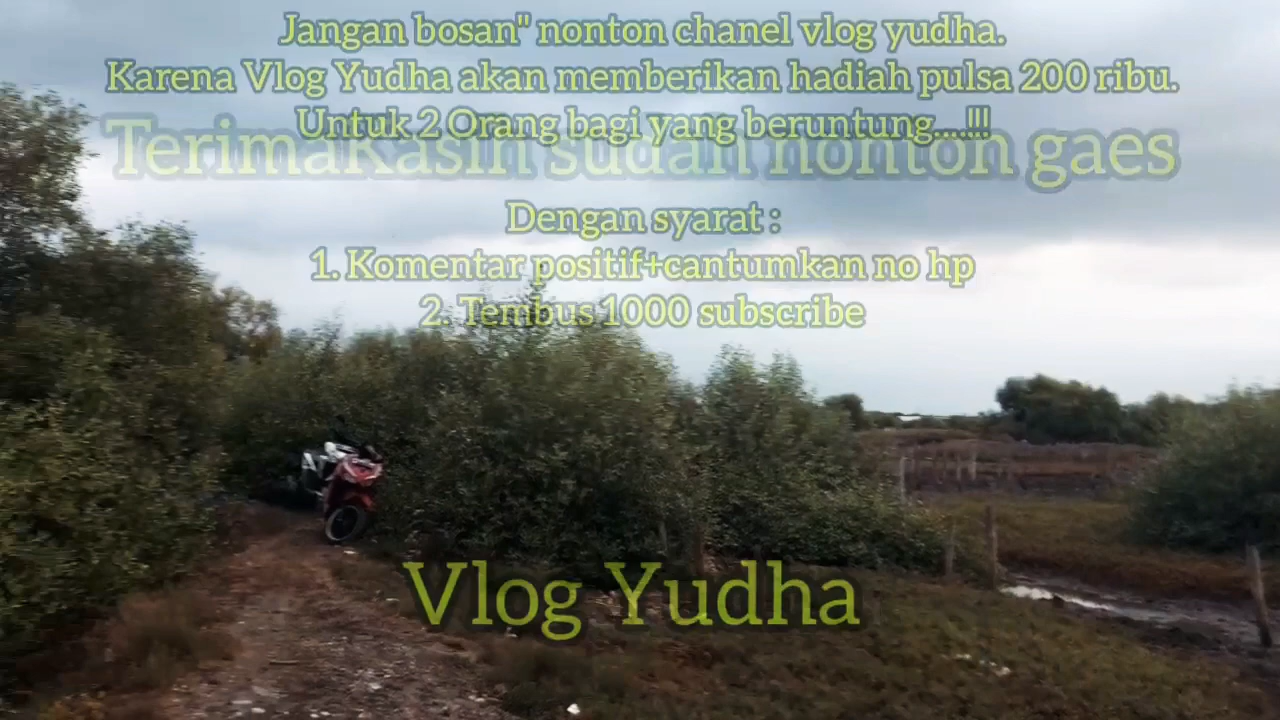 Jangan bosan" nonton chanel vlog yudha.
Karena Vlog Yudha akan memberikan hadiah pulsa 200 ribu.
Untuk 2 Orang bagi yang beruntung....!!!
TerimaKasih sudah nonton gaes
Dengan syarat :
1. Komentar positif+cantumkan no hp
2. Tembus 1000 subscribe
Vlog Yudha